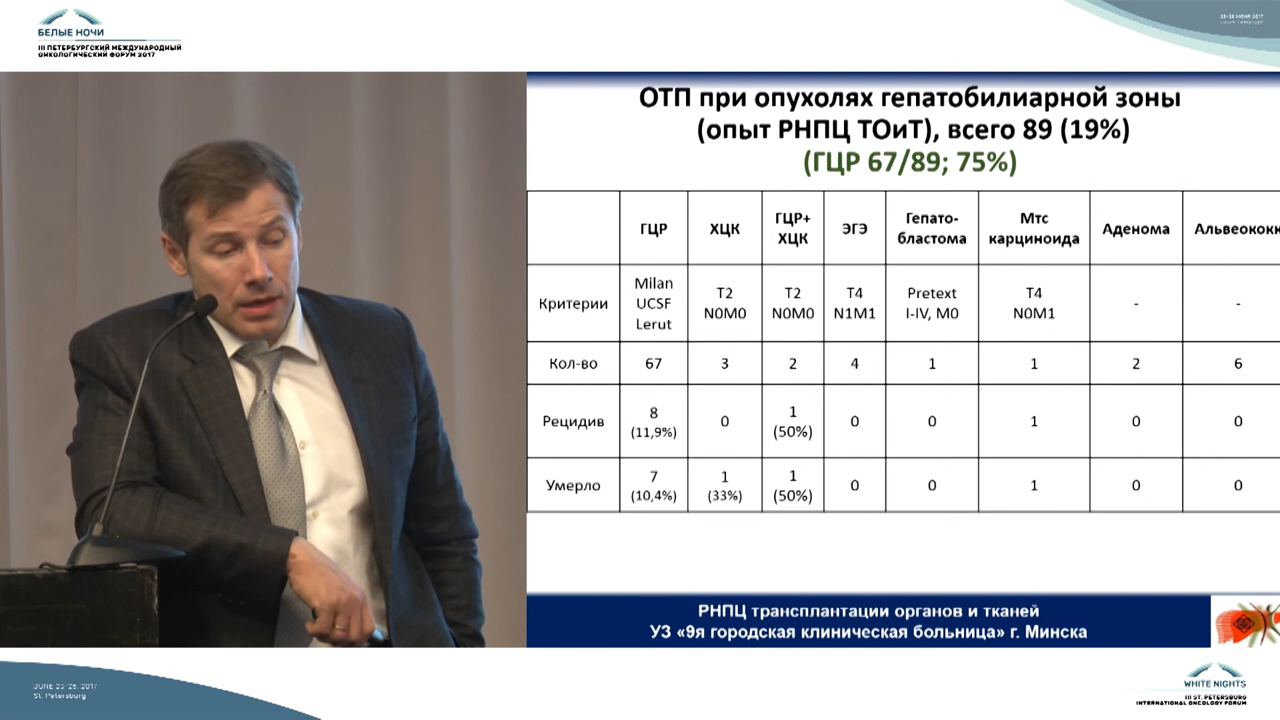 БЕЛЫЕ НОЧИ
III ПЕТЕРБУРГСКИЙ МЕЖДУНАРОДНЫЙ
ОНКОЛОГИЧЕСКИЙ ФОРУМ 2017
ОТП при опухолях гепатобилиарной зоны
(опыт РНПЦ ТОиТ), всего 89 (19%)
(ГЦР 67/89; 75%)
ГЦР ХЦК ГЦР+ ХЦК ЭГЭ Гепато- бластома Мтс карциноида Аденома Альвеококк
Критерии Milan UCSF Lerut T2 N0M0 T2 N0M0 T4 N1M1 Pretext I-IV, M0 T4 N0M1 - -
Кол-во 67 3 2 4 1 1 2 6
Рецидив 8 (11,9%) 0 1 (50%) 0 0 1 0 0
Умерло 7 (10,4%) 1 (33%) 1 (50%) 0 0 1 0 0
РНПЦ трансплантации органов и тканей
УЗ «9я городская клиническая больница» г. Минска
JUNE 23-25, 2017
St. Petersburg
WHITE NIGHTS
III ST. PETERSBURG
INTERNATIONAL ONCOLOGY FORUM